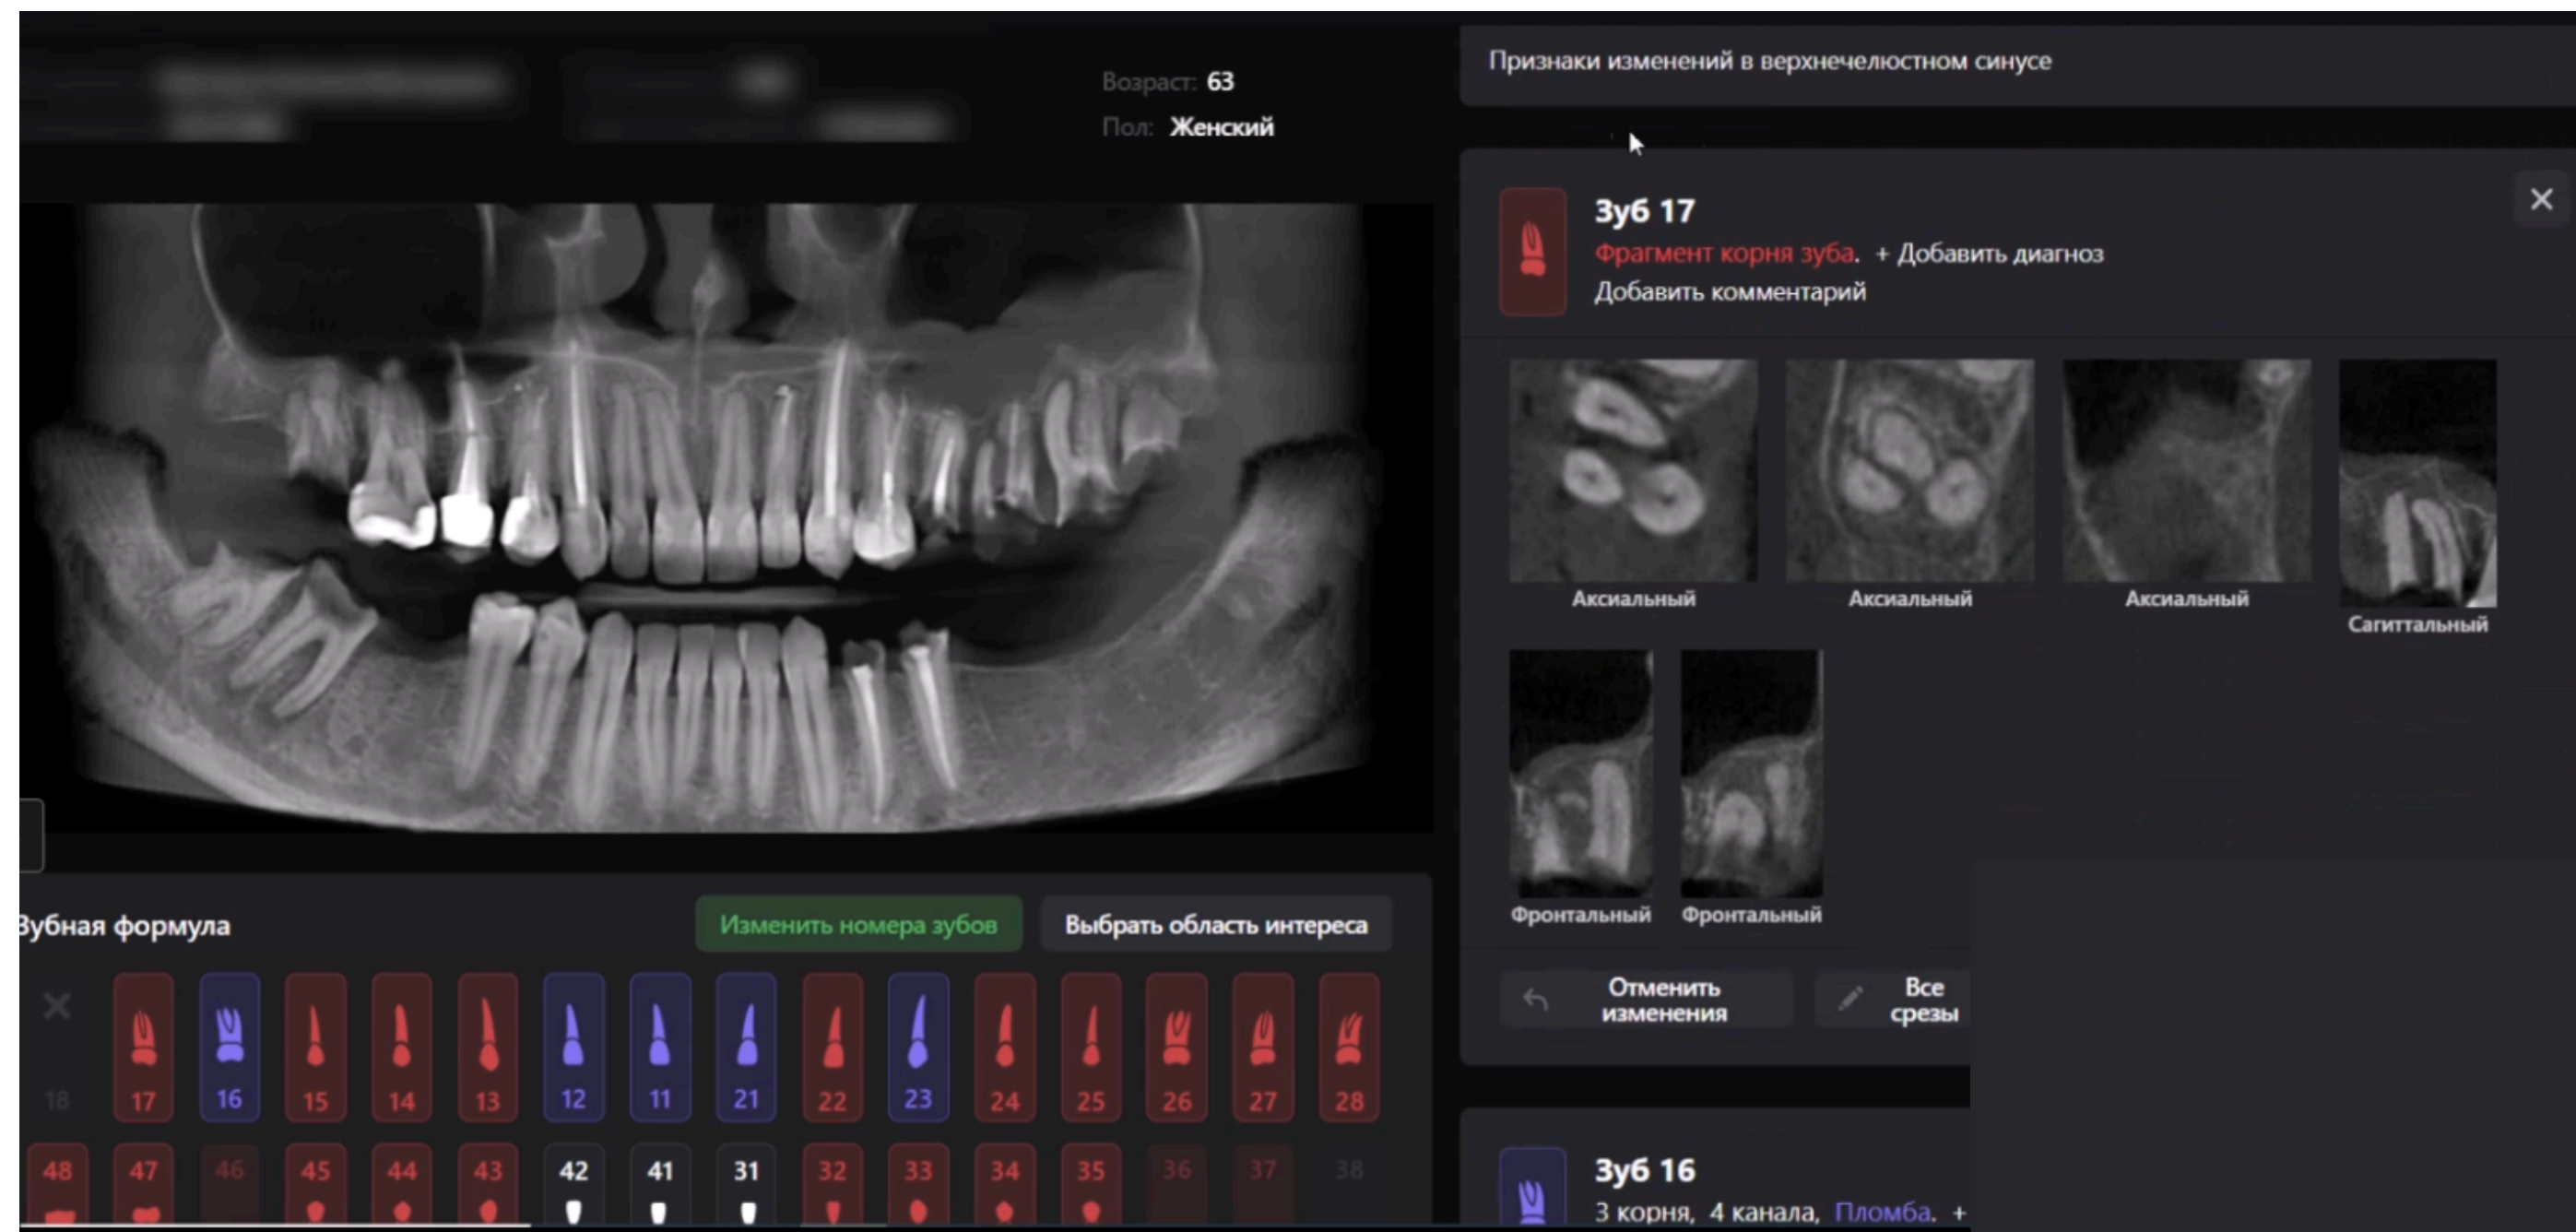 Возраст: 63
Пол: Женский
Признаки изменений в верхнечелюстном синусе
Зуб 17
Фрагмент корня зуба. + Добавить диагноз
Добавить комментарий
Аксиальный
Аксиальный
Аксиальный
Сагиттальный
Фронтальный
Фронтальный
Отменить изменения
Все срезы
Зуб 16
3 корня, 4 канала, Пломба. +
Зубная формула
Изменить номера зубов
Выбрать область интереса
18 17 16 15 14 13 12 11 21 22 23 24 25 26 27 28
48 47 46 45 44 43 42 41 31 32 33 34 35 36 37 38